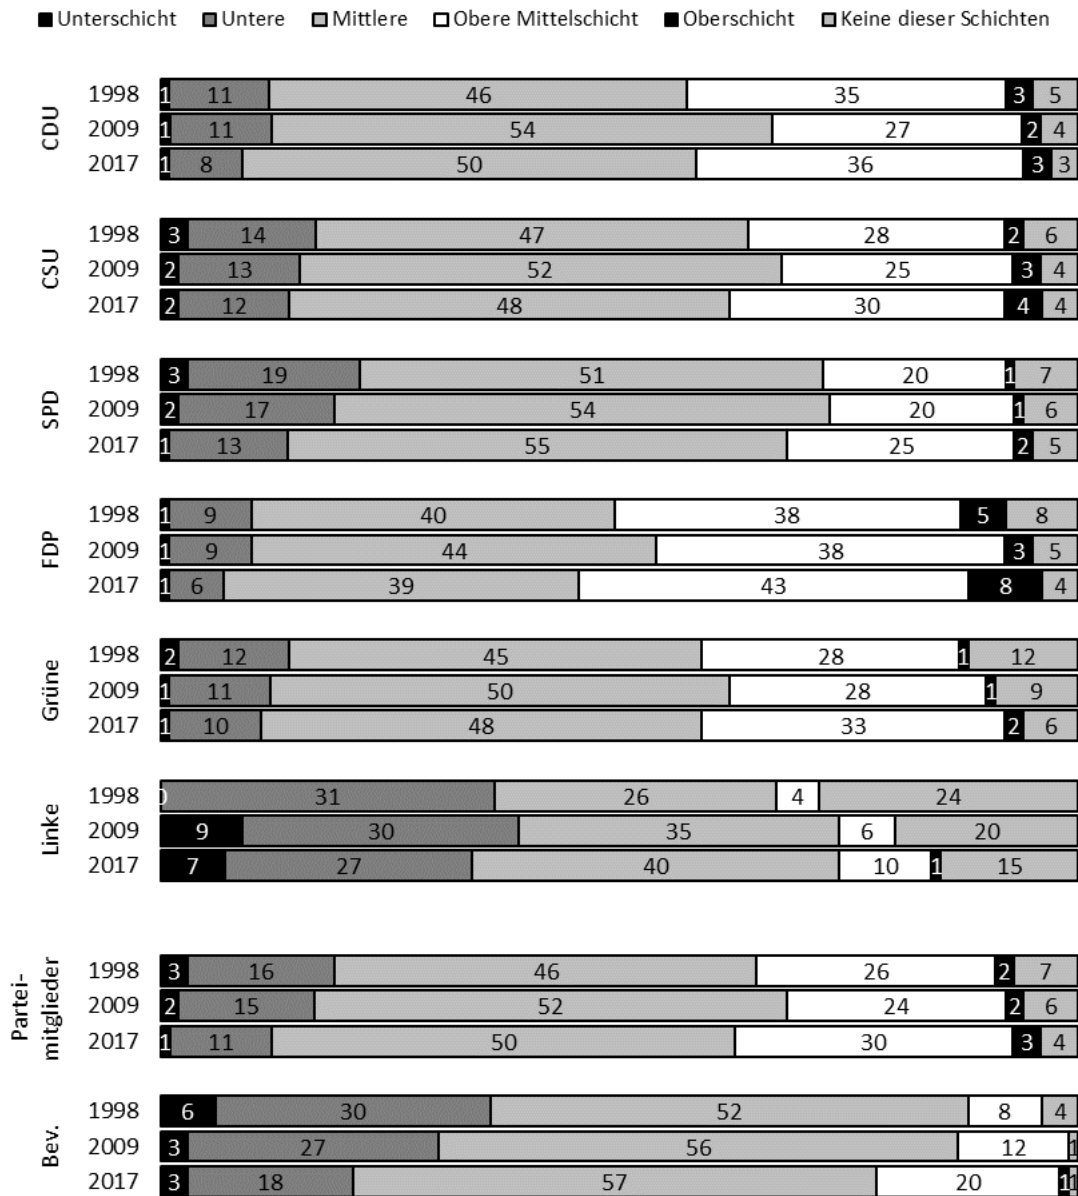 Unterschicht Untere Mittlere Obere Mittelschicht Oberschicht Keine dieser Schichten
CDU
1998 1 11 46 35 3 5
2009 1 11 54 27 2 4
2017 1 8 50 36 3 3
CSU
1998 3 14 47 28 2 6
2009 2 13 52 25 3 4
2017 2 12 48 30 4 4
SPD
1998 3 19 51 20 1 7
2009 2 17 54 20 1 6
2017 1 13 55 25 2 5
FDP
1998 1 9 40 38 5 8
2009 1 9 44 38 3 5
2017 1 6 39 43 8 4
Grüne
1998 2 12 45 28 1 12
2009 1 11 50 28 1 9
2017 1 10 48 33 2 6
Linke
1998 0 31 26 4 24
2009 9 30 35 6 20
2017 7 27 40 10 1 15
Partei-
mitglieder
1998 3 16 46 26 2 7
2009 2 15 52 24 2 6
2017 1 11 50 30 3 4
Bev.
1998 6 30 52 8 4
2009 3 27 56 12 1
2017 3 18 57 20 1 1